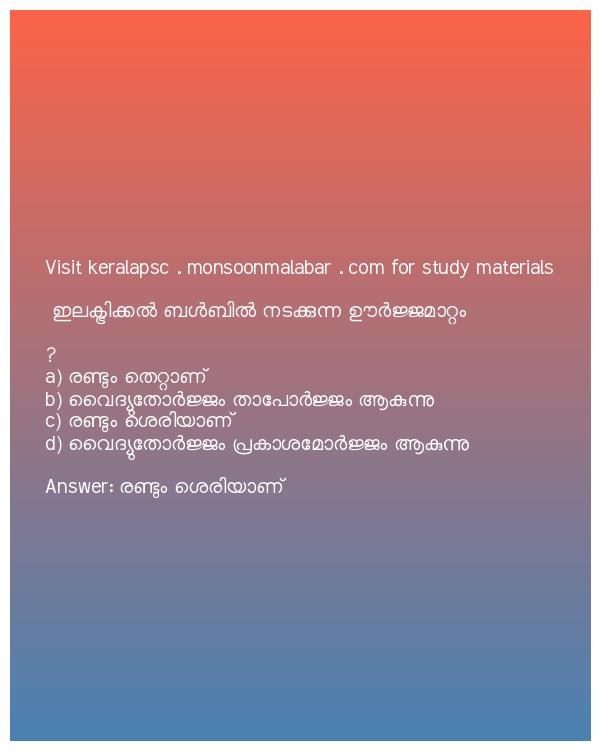 Visit keralapsc . monsoonmalabar . com for study materials
ഇലക്ട്രിക്കൽ ബൾബിൽ നടക്കുന്ന ഊർജ്ജമാറ്റം
?
a) രണ്ടും തെറ്റാണ്
b) വൈദ്യുതോർജ്ജം താപോർജ്ജം ആകുന്നു
c) രണ്ടും ശെരിയാണ്
d) വൈദ്യുതോർജ്ജം പ്രകാശമോർജ്ജം ആകുന്നു
Answer: രണ്ടും ശെരിയാണ്